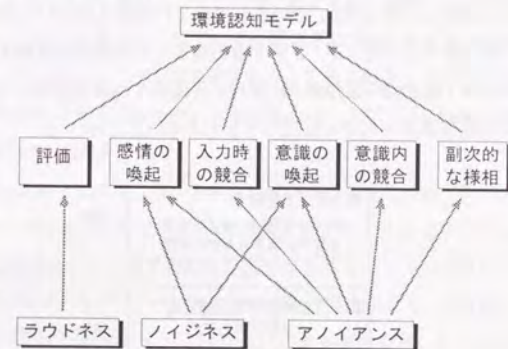 環境認知モデル
評価
感情の
喚起
入力時
の競合
意識の
喚起
意識内
の競合
副次的
な様相
ラウドネス
ノイジネス
アノイアンス